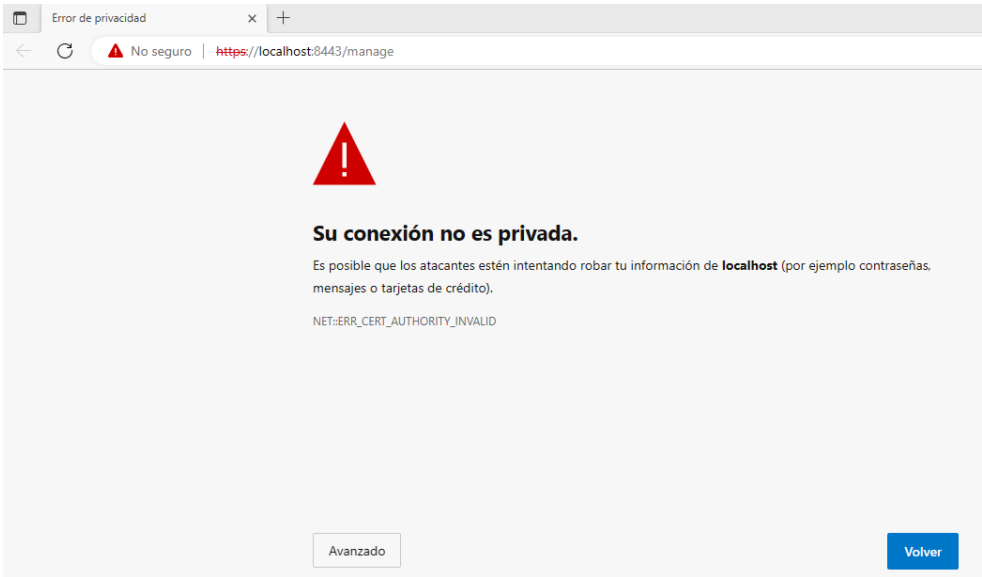 Error de privacidad
No seguro https://localhost:8443/manage
Su conexión no es privada.
Es posible que los atacantes estén intentando robar tu información de localhost (por ejemplo contraseñas,
mensajes o tarjetas de crédito).
NET::ERR_CERT_AUTHORITY_INVALID
Avanzado
Volver